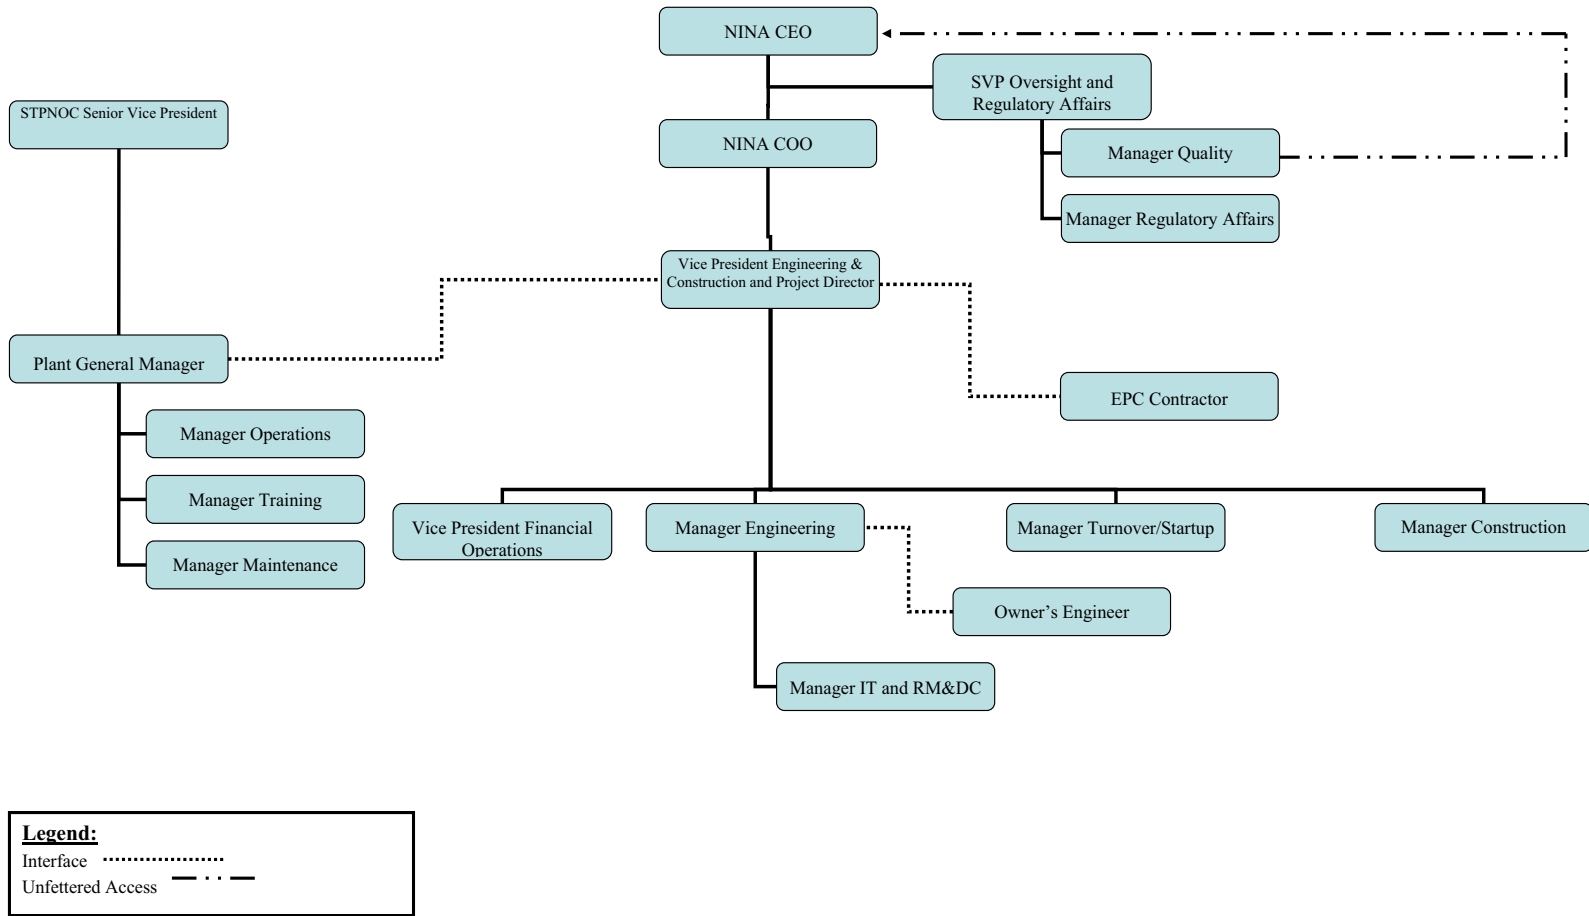 NINA CEO
SVP Oversight and
Regulatory Affairs
STPNOC Senior Vice President
NINA COO
Manager Quality
Manager Regulatory Affairs
Vice President Engineering &
Construction and Project Director
Plant General Manager
EPC Contractor
Manager Operations
Manager Training
Manager Maintenance
Vice President Financial
Operations
Manager Engineering
Manager Turnover/Startup
Manager Construction
Owner’s Engineer
Manager IT and RM&DC
Legend:
Interface
Unfettered Access